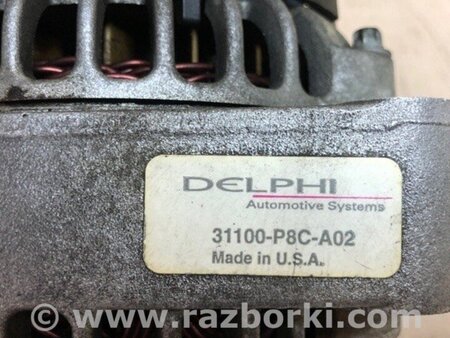 DELPHI
Automotive Systems
31100-P8C-A02
Made in U.S.A.
www.razborki.com